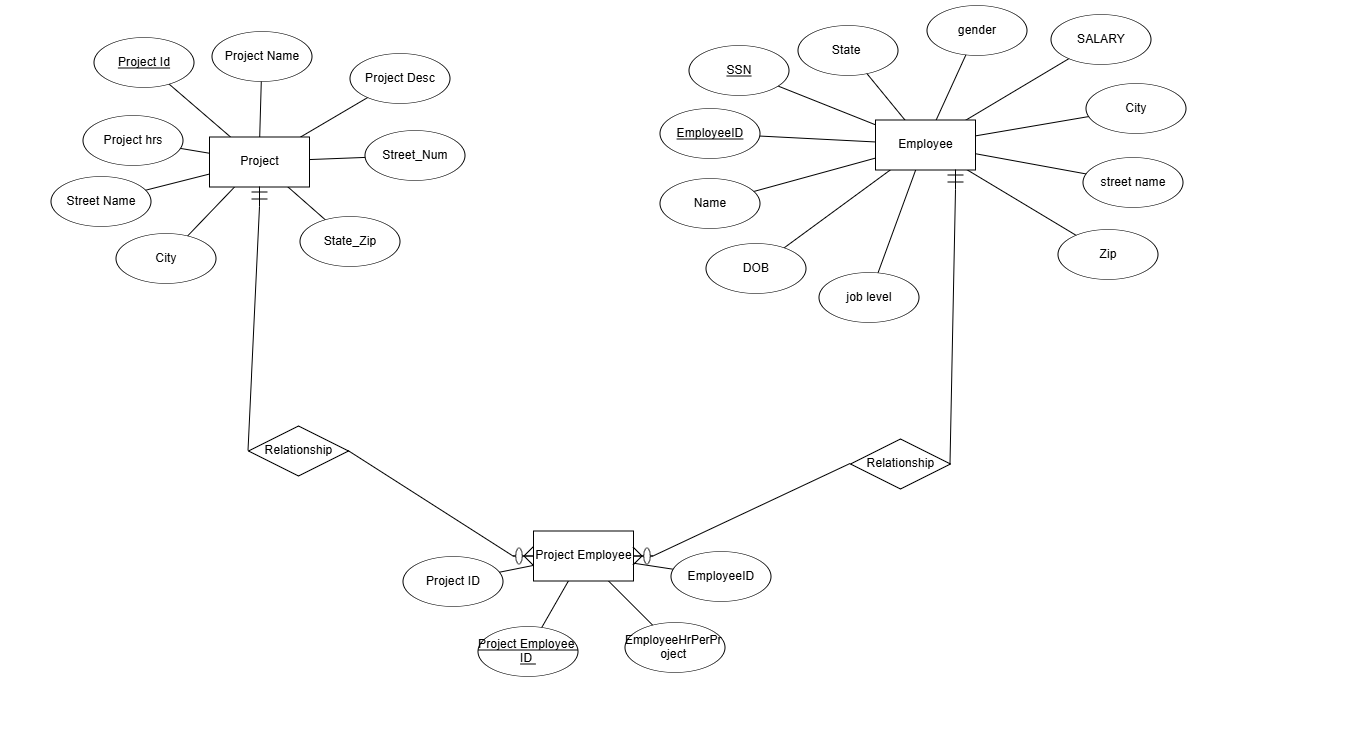 gender
SALARY
State
Project Name
Project Id
SSN
Project Desc
City
EmployeeID
Project hrs
Employee
Street_Num
Project
street name
Street Name
Name
State_Zip
Zip
City
DOB
job level
Relationship
Relationship
Project Employee
EmployeeID
Project ID
Project Employee
ID
EmployeeHrPerPr
oject